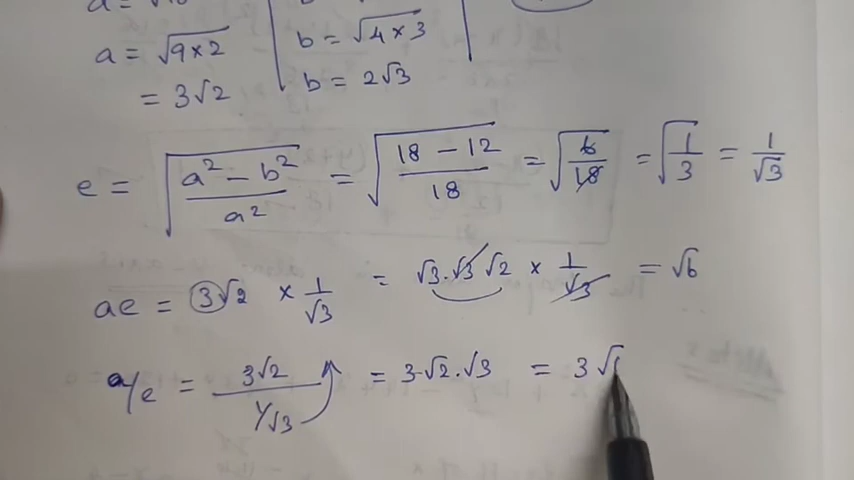 a = √(9×2)    b = √(4×3)
= 3√2    b = 2√3
e = √((a² - b²)/a²) = √((18 - 12)/18) = √(6/18) = √(1/3) = 1/√3
ae = 3√2 × 1/√3 = √3.√3 √2 × 1/√3 = √6
a/e = 3√2/(1/√3) = 3√2.√3 = 3√